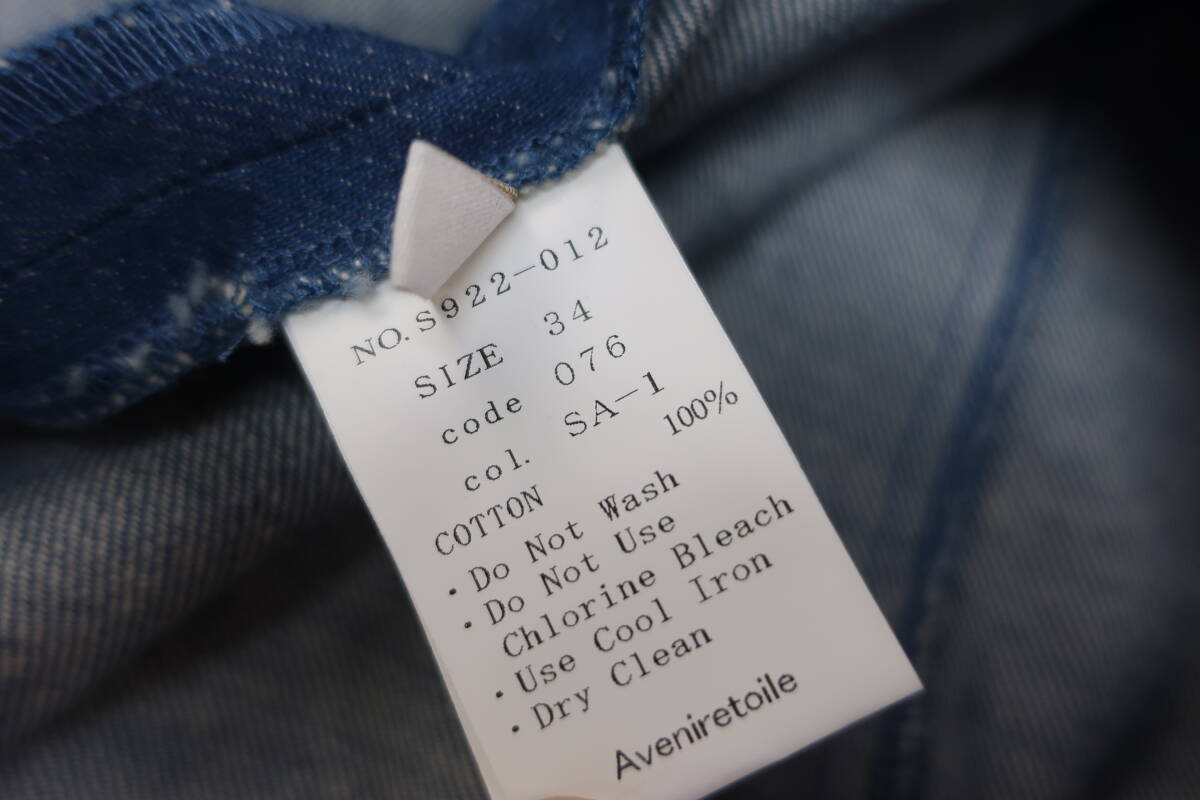 NO. S922-012
SIZE 34
code 076
col. SA-1
COTTON 100%
・Do Not Wash
・Do Not Use
Chlorine Bleach
・Use Cool Iron
・Dry Clean
Aveniretoile